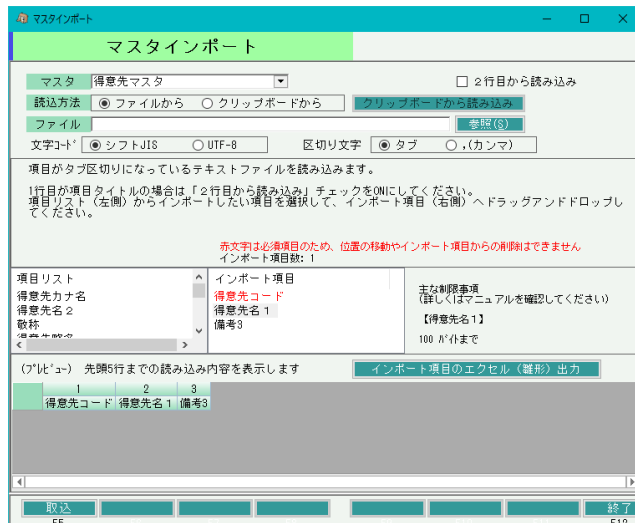 マスタインポート
マスタインポート
マスタ 得意先マスタ □ 2行目から読み込み
読込方法 ファイルから クリップボードから クリップボードから読み込み
ファイル 参照(S)
文字ｺｰﾄﾞ シフトJIS UTF-8 区切り文字 タブ ,(カンマ)
項目がタブ区切りになっているテキストファイルを読み込みます。
1行目が項目タイトルの場合は「2行目から読み込み」チェックをONにしてください。
項目リスト（左側）からインポートしたい項目を選択して、インポート項目（右側）へドラッグアンドドロップし
てください。
赤文字は必須項目のため、位置の移動やインポート項目からの削除はできません
インポート項目数: 1
項目リスト
得意先カナ名
得意先名2
敬称
得意先略名
インポート項目
得意先コード
得意先名1
備考3
主な制限事項
(詳しくはマニュアルを確認してください)
【得意先名1】
100 ﾊﾞｲﾄまで
(ﾌﾟﾚﾋﾞｭｰ) 先頭5行までの読み込み内容を表示します インポート項目のエクセル（雛形）出力
1 2 3
得意先コード 得意先名1 備考3
取込 終了
F5 F12